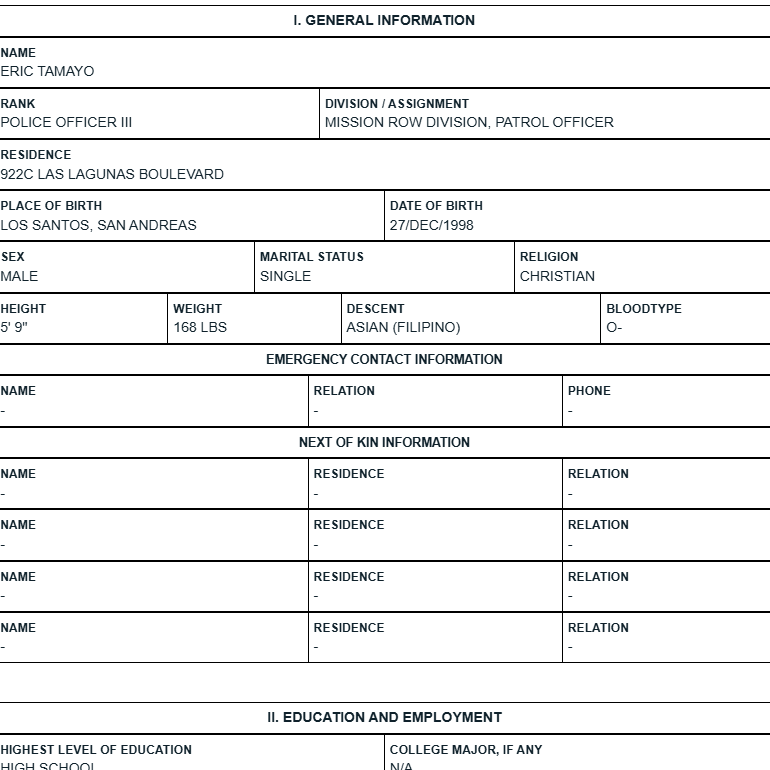 I. GENERAL INFORMATION
NAME
ERIC TAMAYO
RANK
POLICE OFFICER III
DIVISION / ASSIGNMENT
MISSION ROW DIVISION, PATROL OFFICER
RESIDENCE
922C LAS LAGUNAS BOULEVARD
PLACE OF BIRTH
LOS SANTOS, SAN ANDREAS
DATE OF BIRTH
27/DEC/1998
SEX
MALE
MARITAL STATUS
SINGLE
RELIGION
CHRISTIAN
HEIGHT
5' 9"
WEIGHT
168 LBS
DESCENT
ASIAN (FILIPINO)
BLOODTYPE
O-
EMERGENCY CONTACT INFORMATION
NAME
-
RELATION
-
PHONE
-
NEXT OF KIN INFORMATION
NAME
-
RESIDENCE
-
RELATION
-
NAME
-
RESIDENCE
-
RELATION
-
NAME
-
RESIDENCE
-
RELATION
-
NAME
-
RESIDENCE
-
RELATION
-
II. EDUCATION AND EMPLOYMENT
HIGHEST LEVEL OF EDUCATION
HIGH SCHOOL
COLLEGE MAJOR, IF ANY
N/A